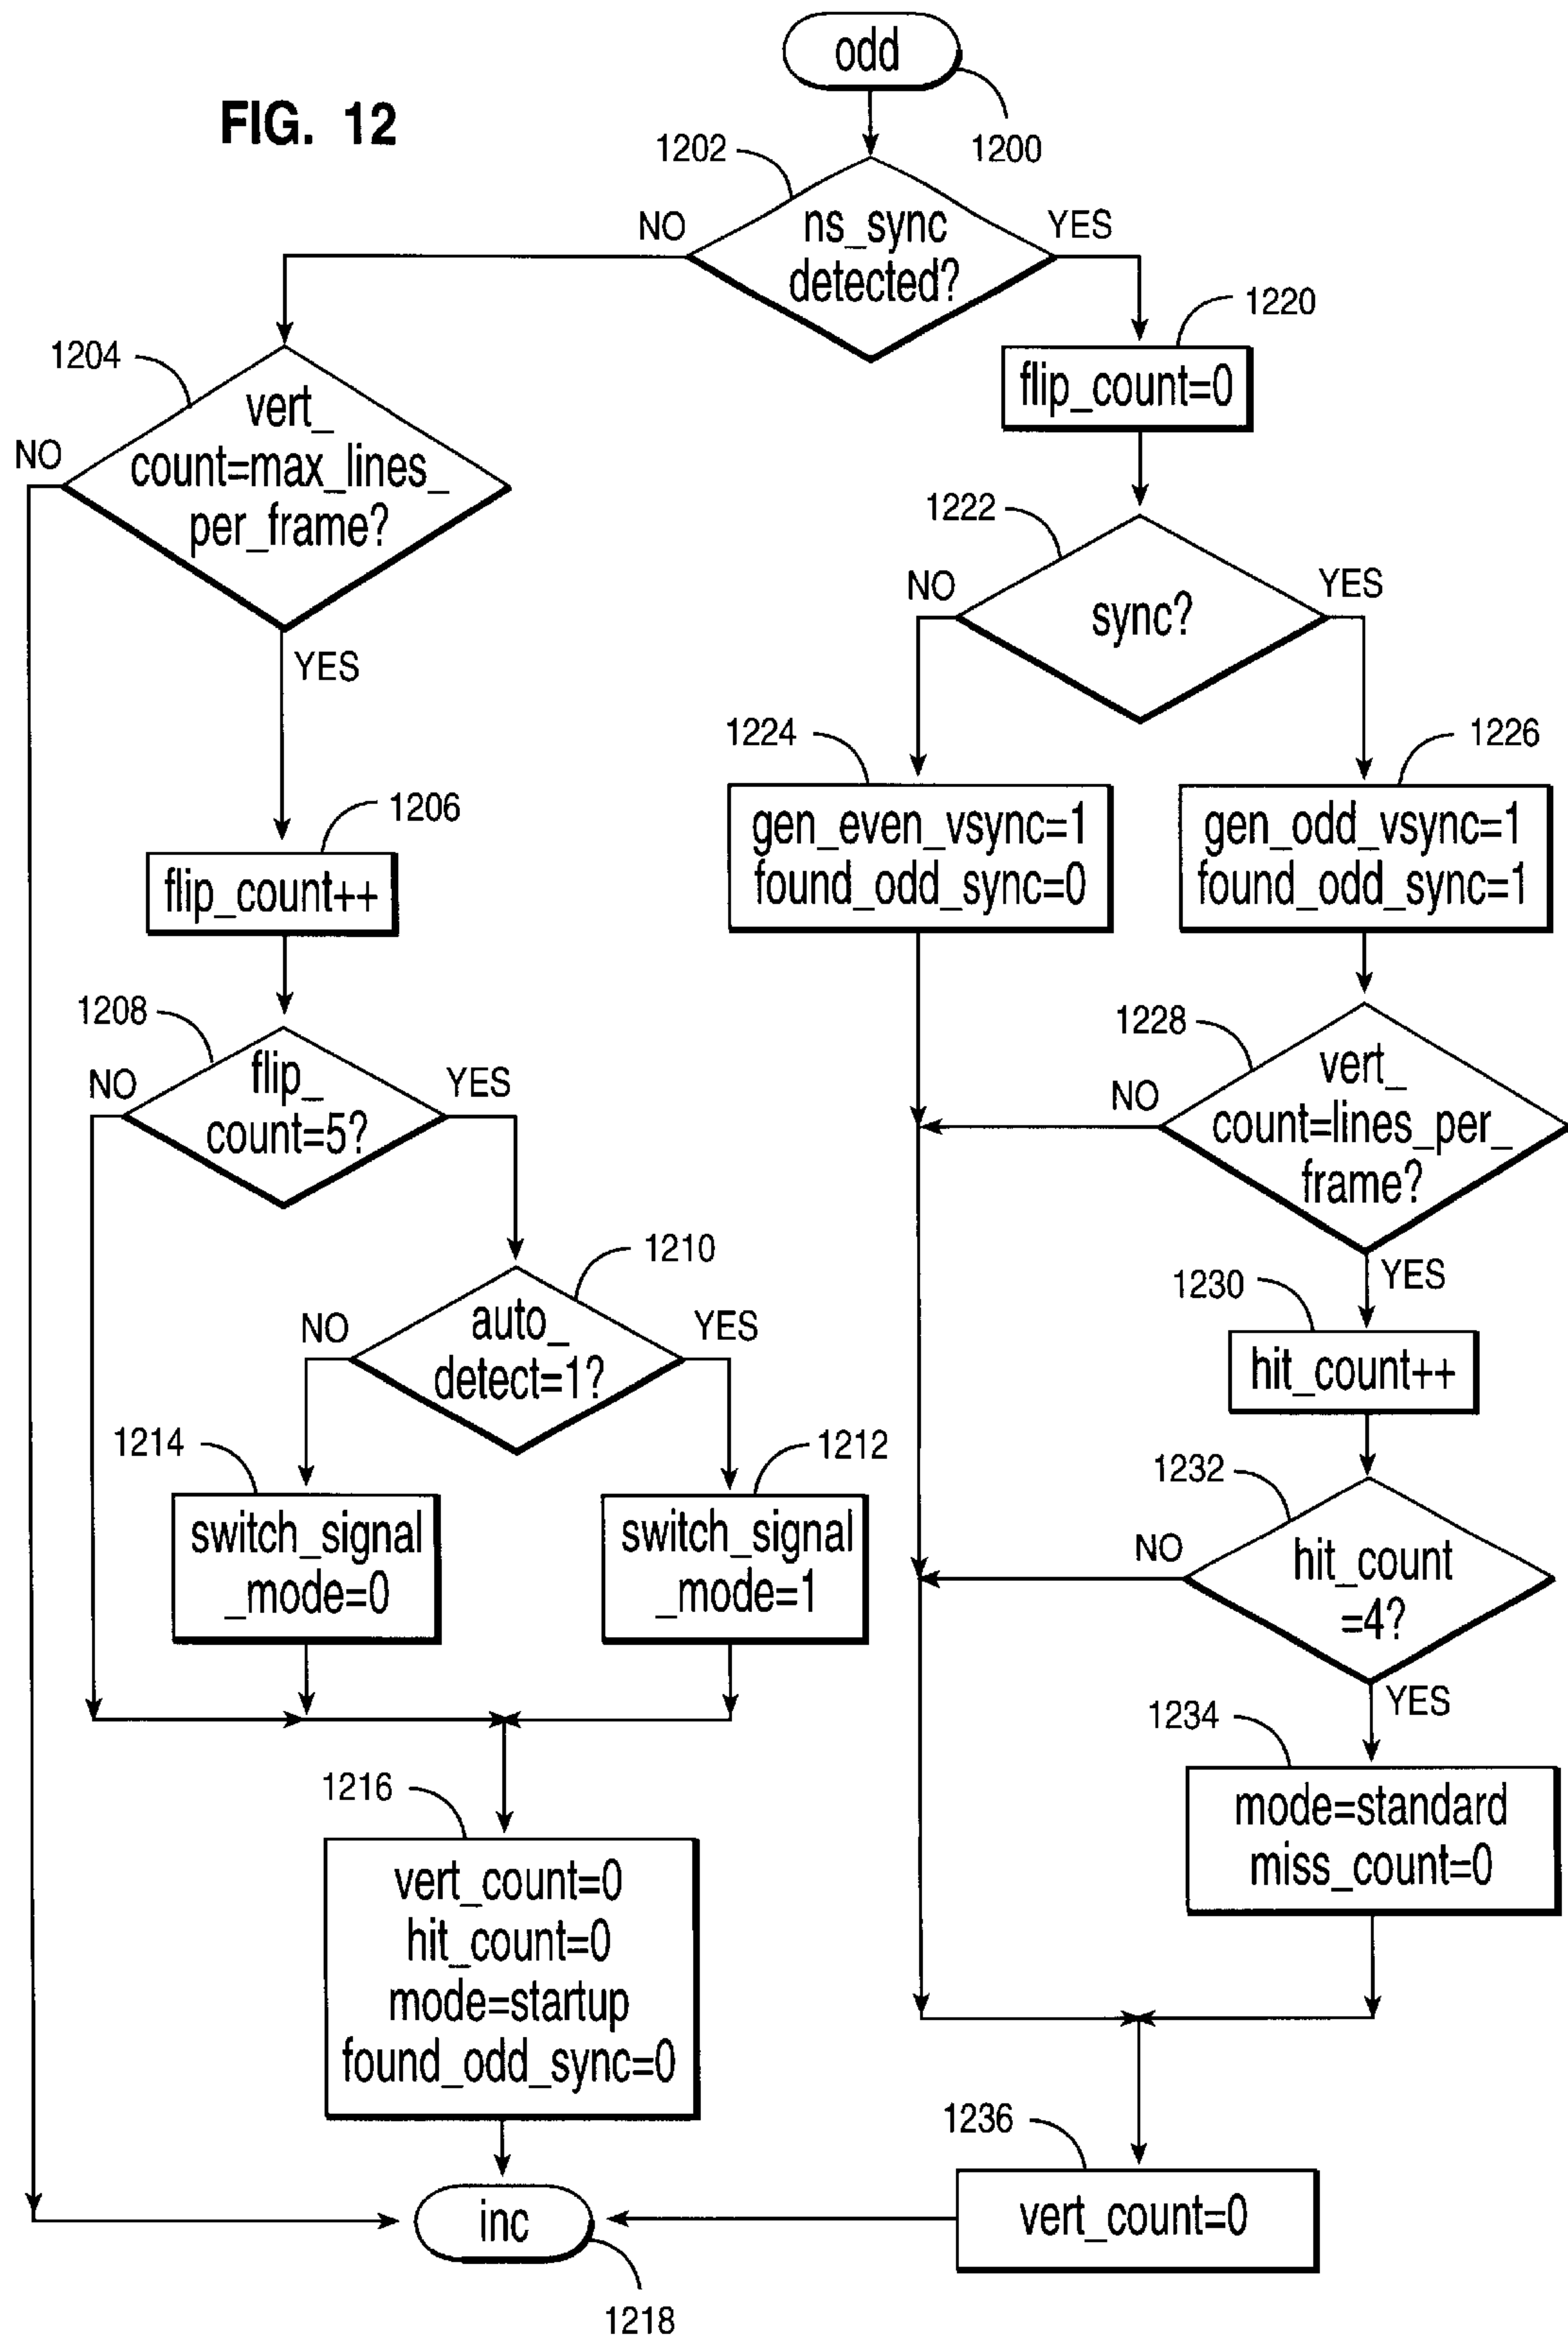 FIG. 12
odd
1200
1202
ns_sync
detected?
NO
YES
1204
vert_
count=max_lines_
per_frame?
NO
YES
1206
flip_count++
1208
flip_
count=5?
NO
YES
1210
auto_
detect=1?
NO
YES
1214
switch_signal
_mode=0
1212
switch_signal
_mode=1
1216
vert_count=0
hit_count=0
mode=startup
found_odd_sync=0
inc
1218
1220
flip_count=0
1222
sync?
NO
YES
1224
gen_even_vsync=1
found_odd_sync=0
1226
gen_odd_vsync=1
found_odd_sync=1
1228
vert_
count=lines_per_
frame?
NO
YES
1230
hit_count++
1232
hit_count
=4?
NO
YES
1234
mode=standard
miss_count=0
1236
vert_count=0